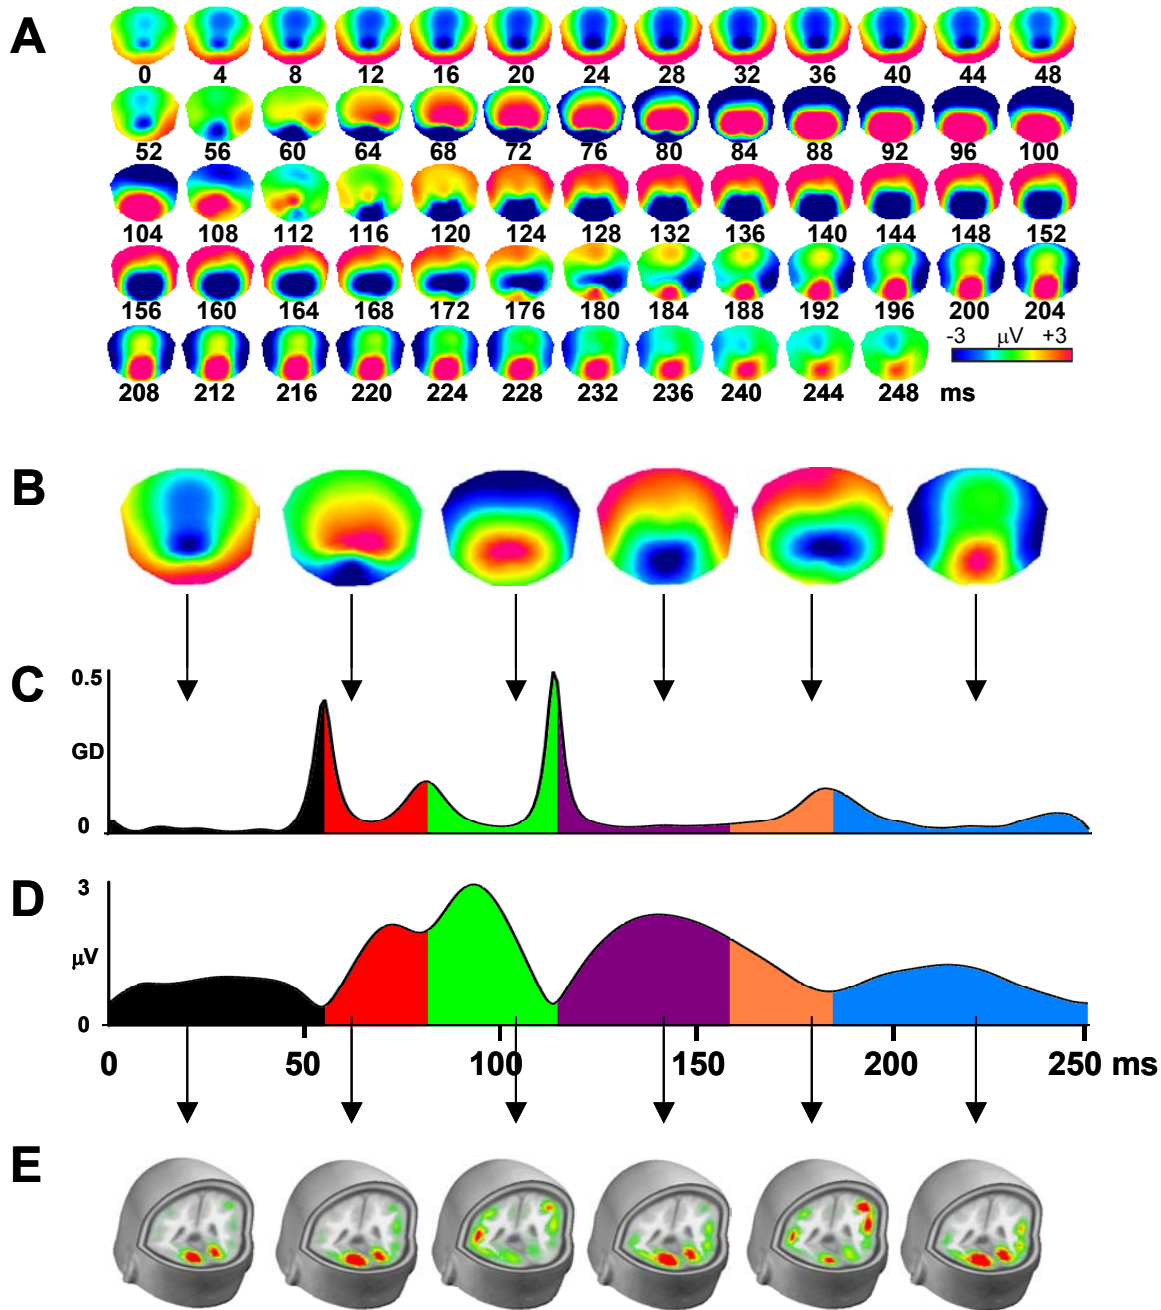 A
0 4 8 12 16 20 24 28 32 36 40 44 48
52 56 60 64 68 72 76 80 84 88 92 96 100
104 108 112 116 120 124 128 132 136 140 144 148 152
156 160 164 168 172 176 180 184 188 192 196 200 204
-3 μV +3
208 212 216 220 224 228 232 236 240 244 248 ms
B
C
0.5
GD
0
D
3
μV
0
0 50 100 150 200 250 ms
E